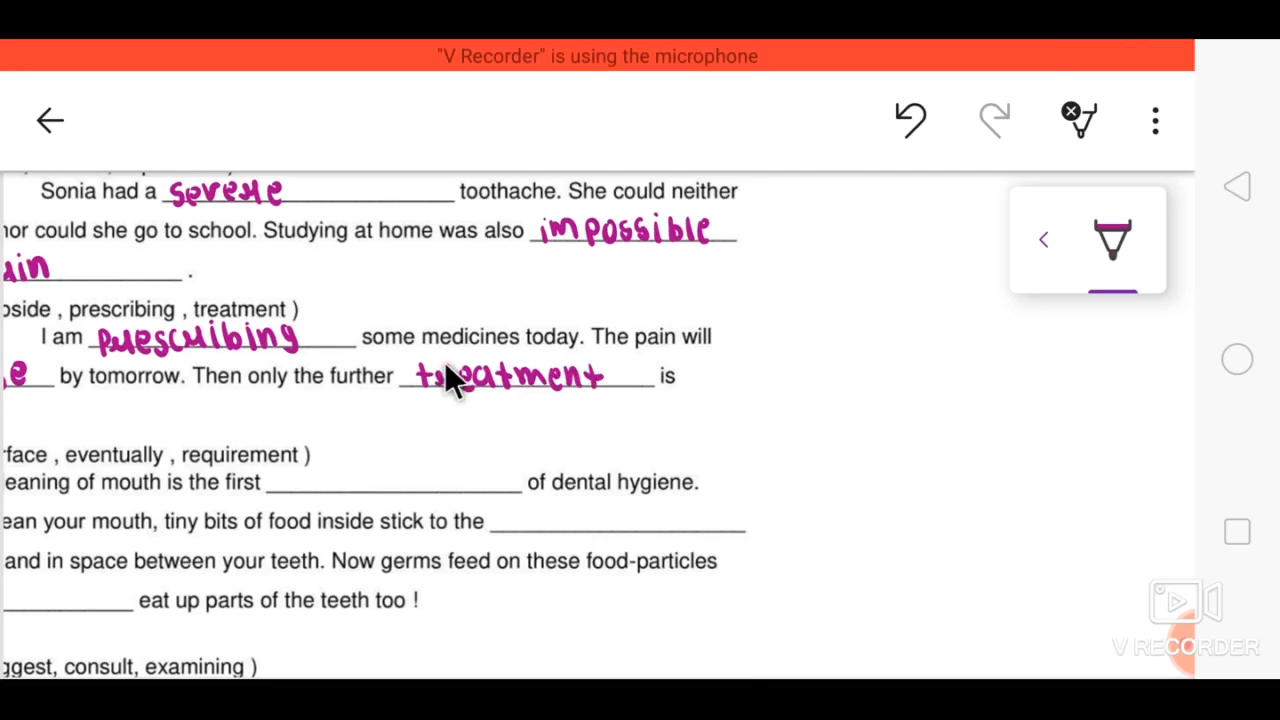 "V Recorder" is using the microphone
Sonia had a severe toothache. She could neither
nor could she go to school. Studying at home was also impossible
ain .
oside , prescribing , treatment )
I am prescribing some medicines today. The pain will
e by tomorrow. Then only the further treatment is
rface , eventually , requirement )
eaning of mouth is the first ____ of dental hygiene.
ean your mouth, tiny bits of food inside stick to the ____
and in space between your teeth. Now germs feed on these food-particles
____ eat up parts of the teeth too !
V RECORDER
ggest, consult, examining )